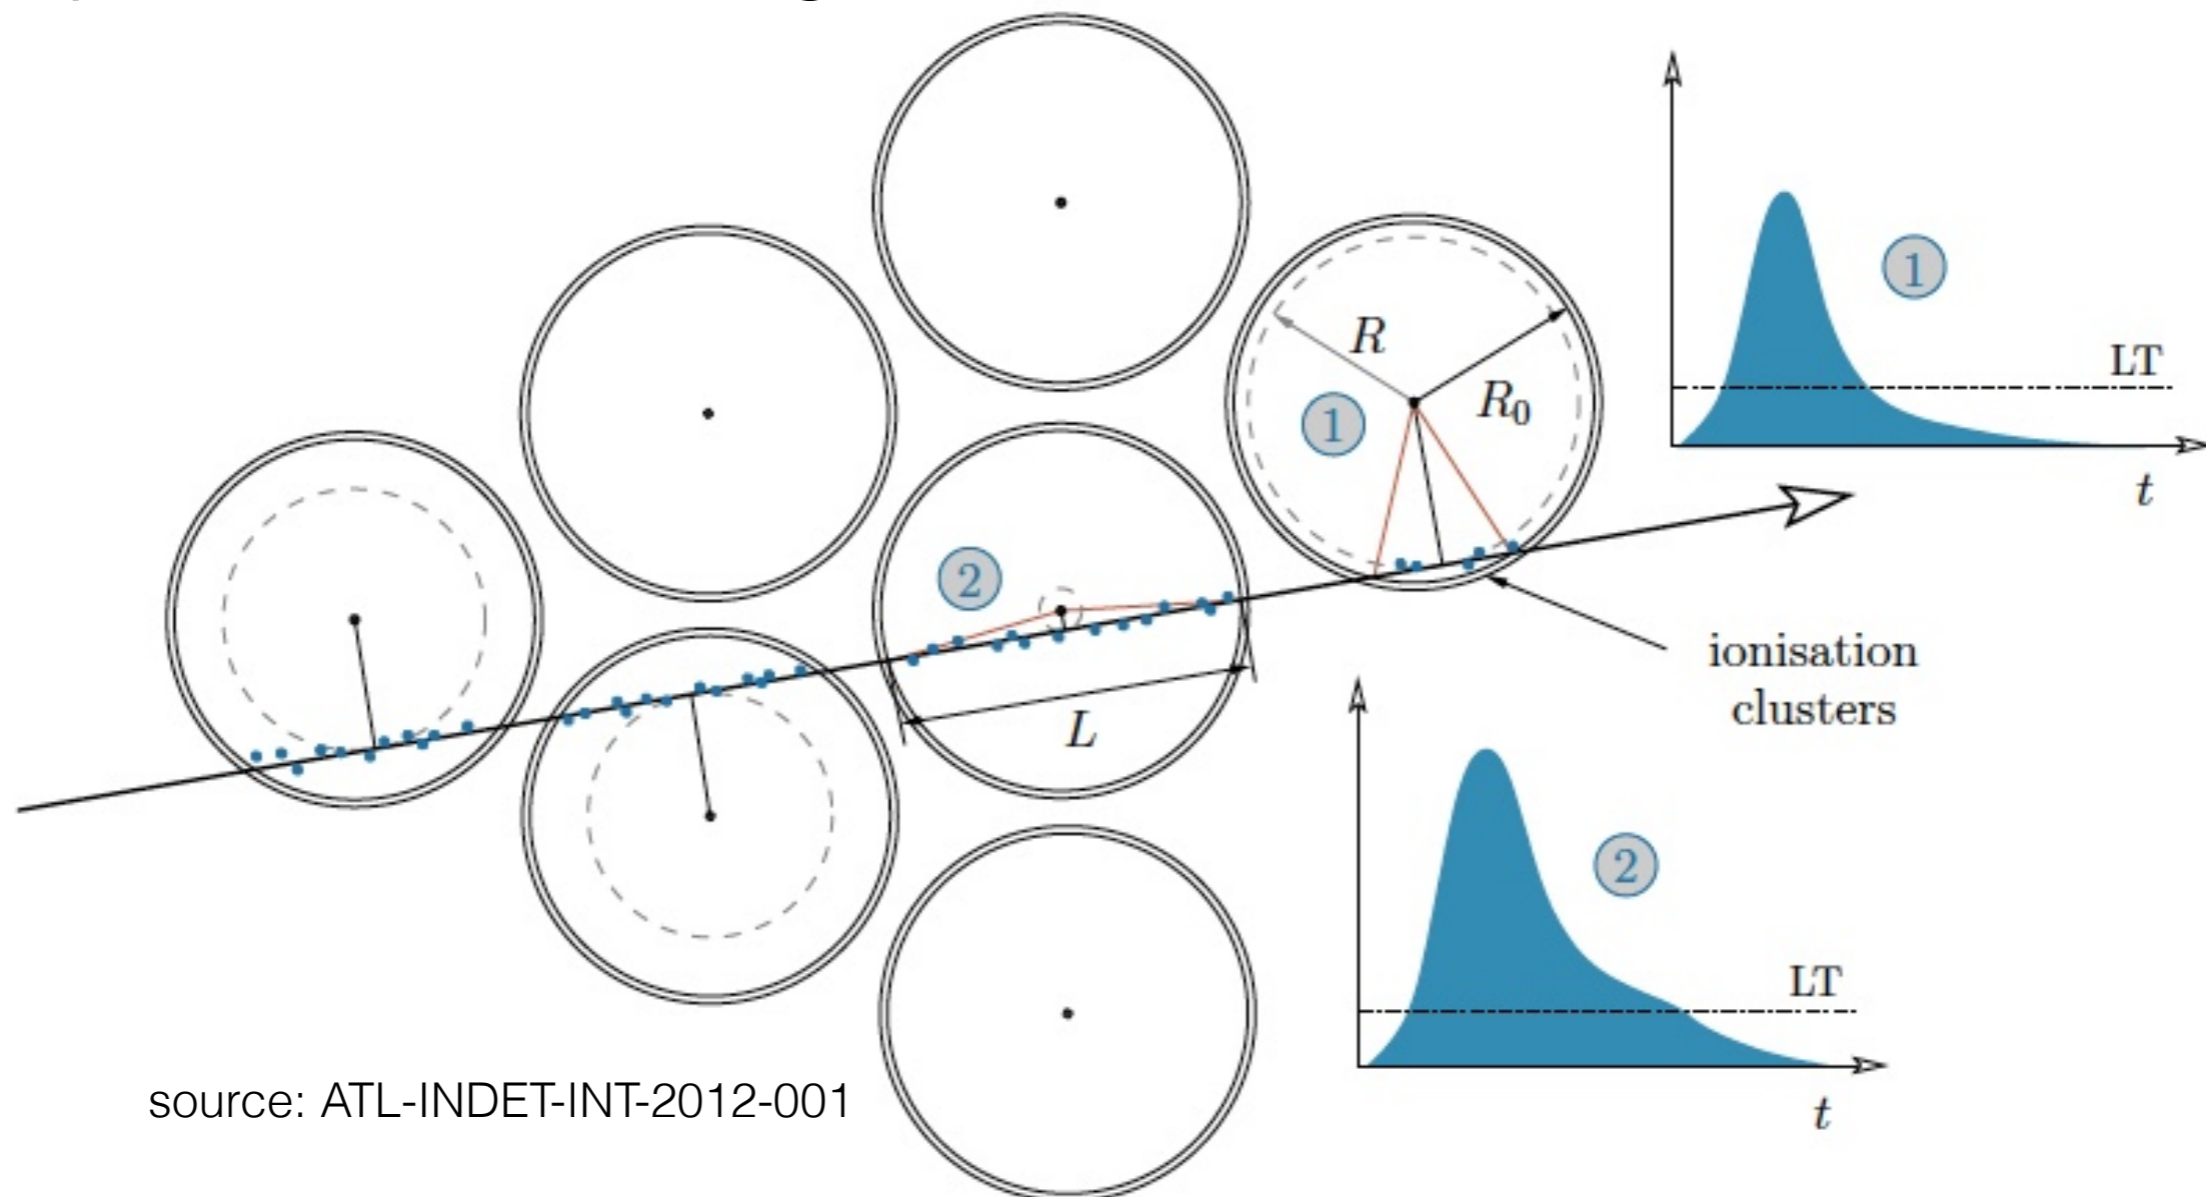 1
LT
t
R
R0
1
2
L
ionisation
clusters
2
LT
t
source: ATL-INDET-INT-2012-001